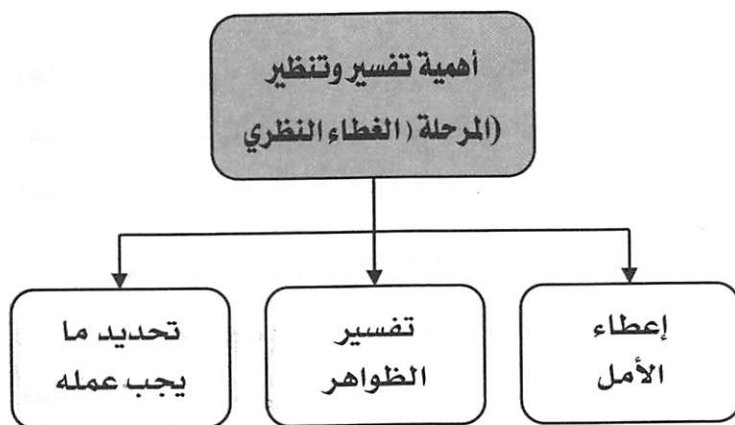 أهمية تفسير وتنظير
المرحلة ( الغطاء النظري)
إعطاء
الأمل
تفسير
الظواهر
تحديد ما
يجب عمله